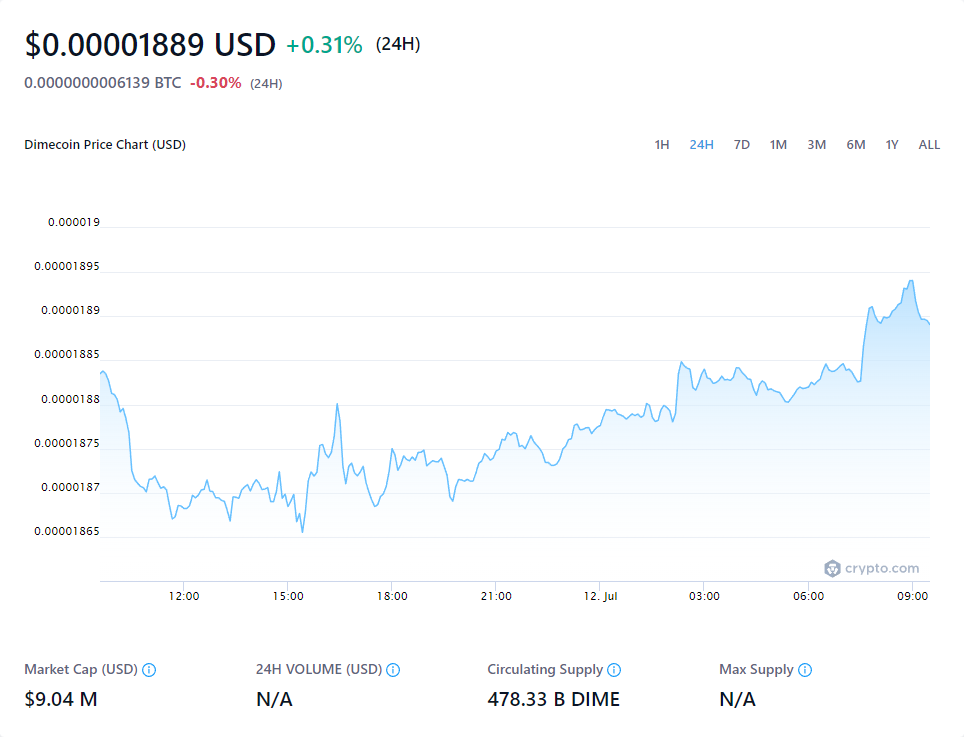 $0.00001889 USD +0.31% (24H)
0.0000000006139 BTC -0.30% (24H)
Dimecoin Price Chart (USD) 1H 24H 7D 1M 3M 6M 1Y ALL
0.000019
0.00001895
0.0000189
0.00001885
0.0000188
0.00001875
0.0000187
0.00001865
crypto.com
12:00 15:00 18:00 21:00 12. Jul 03:00 06:00 09:00
Market Cap (USD) 24H VOLUME (USD) Circulating Supply Max Supply
$9.04 M N/A 478.33 B DIME N/A